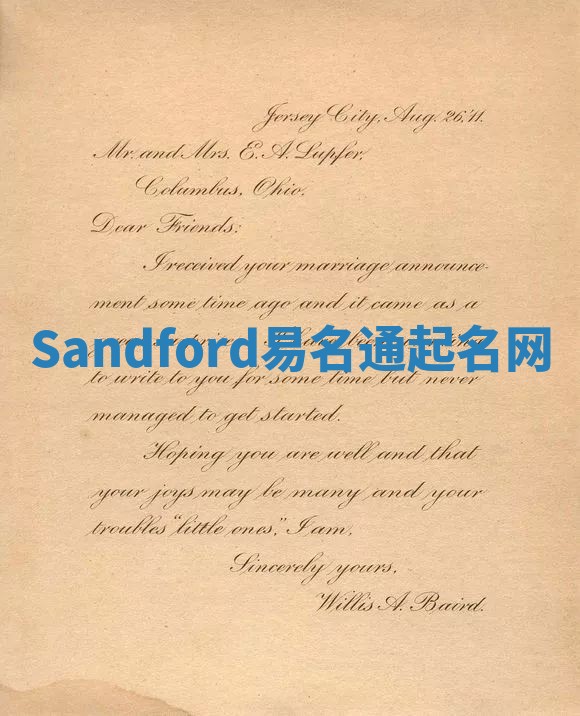 Jersey City, Aug. 26,'11.
Mr. and Mrs. E. A. Lupfer,
Columbus, Ohio.
Dear Friends:
I received your marriage announce-
ment some time ago and it came as a
Sandford易名通起名网
to write to you for some time but never
managed to get started.
Hoping you are well and that
your joys may be many and your
troubles "little ones," I am,
Sincerely yours,
Willis A. Baird.